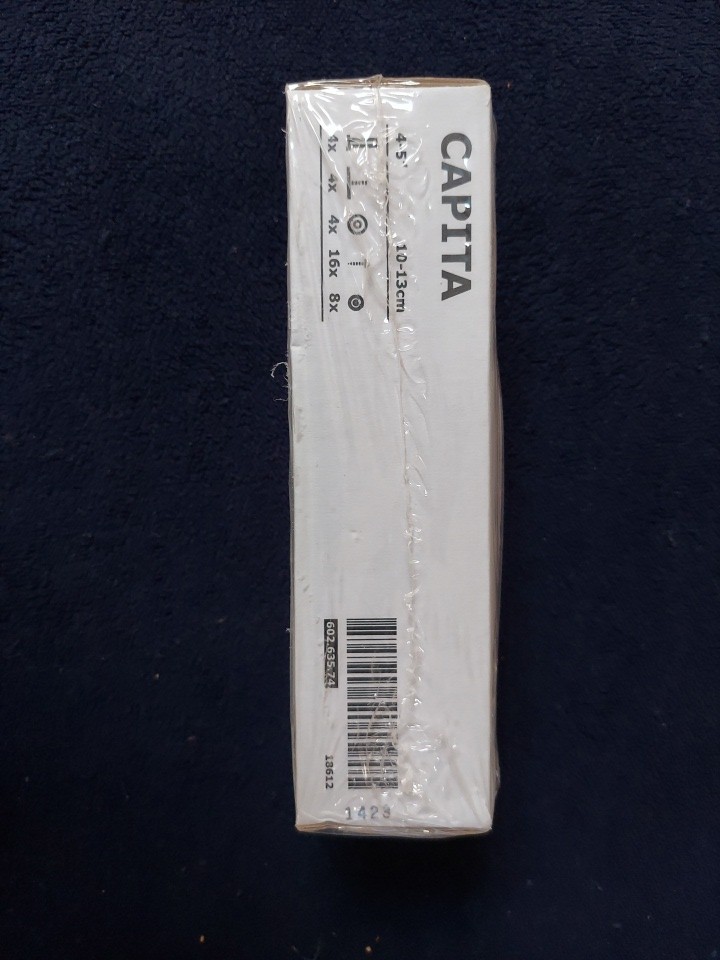 CAPITA
4-5" 10-13cm
4x 4x 4x 16x 8x
602.635.74 18612
1423